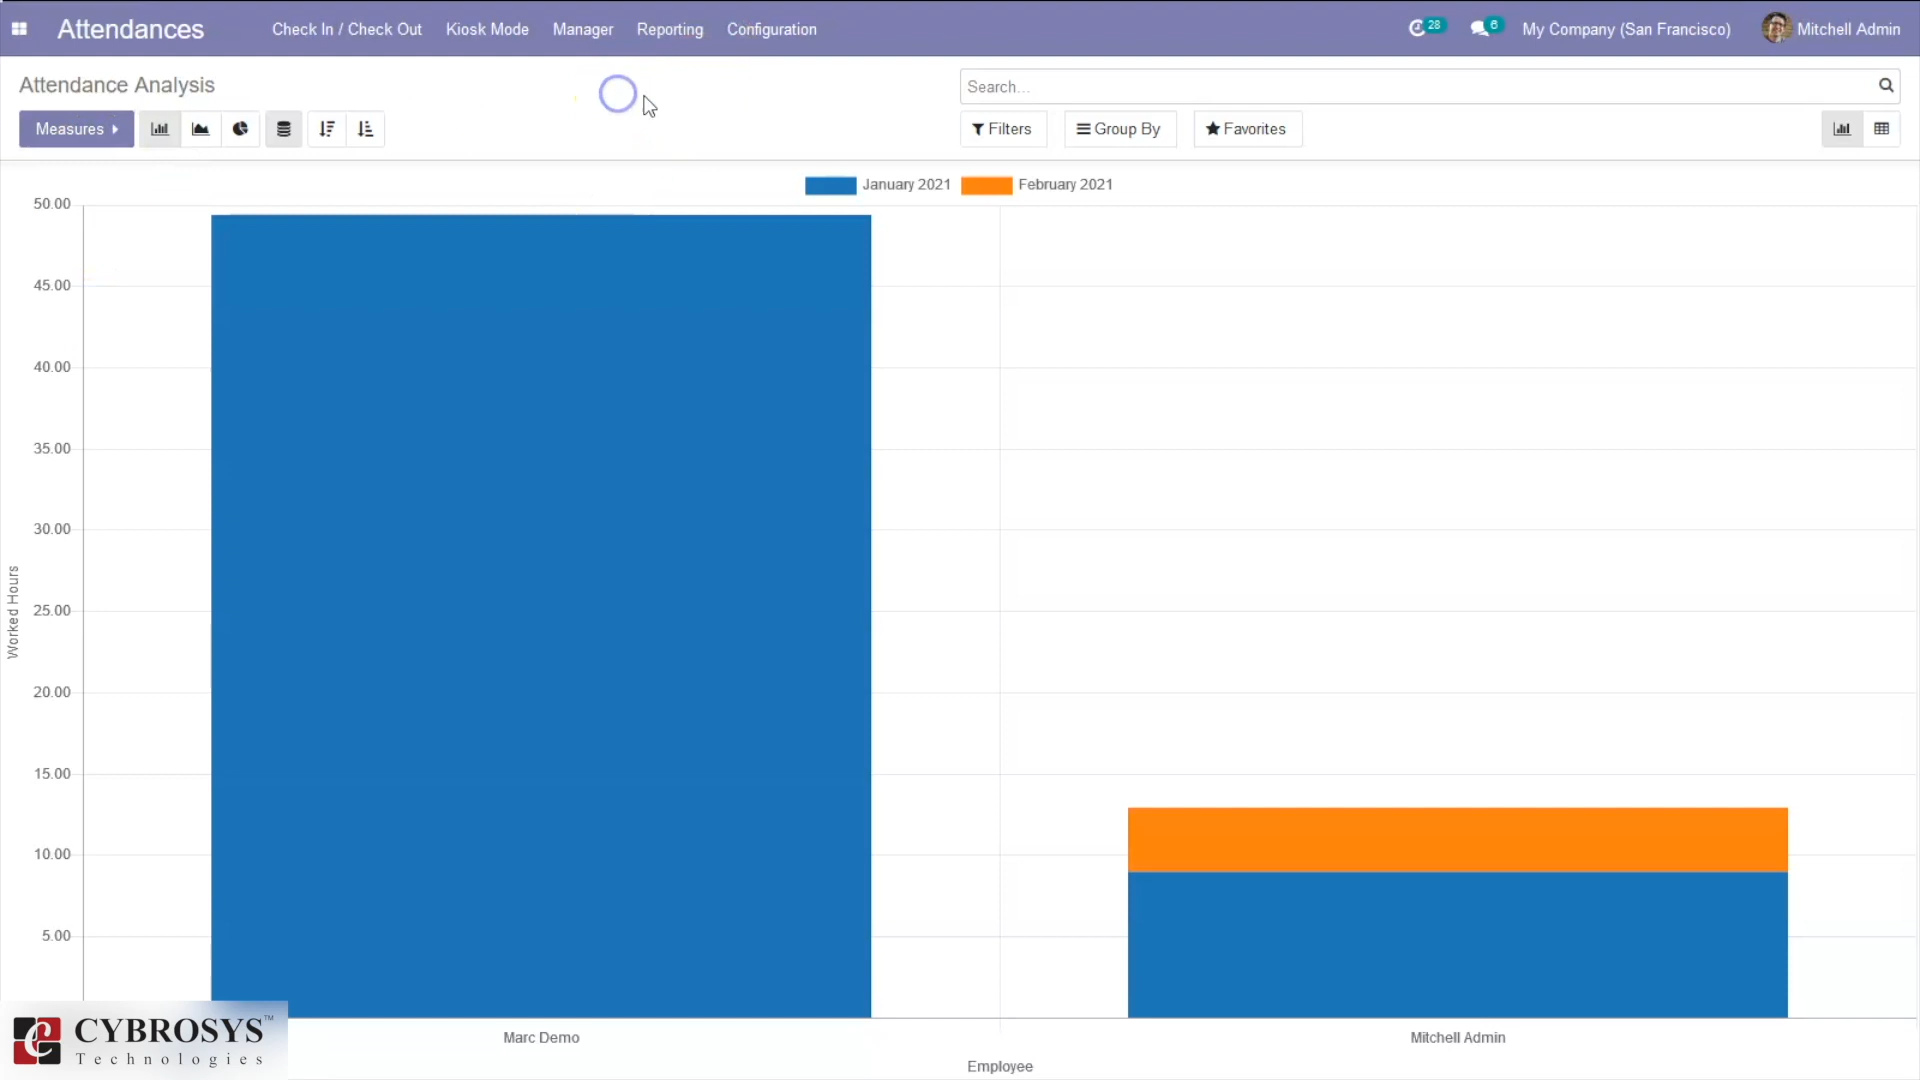 Attendances Check In / Check Out Kiosk Mode Manager Reporting Configuration 28 6 My Company (San Francisco) Mitchell Admin
Attendance Analysis
Search...
Measures Filters Group By Favorites
January 2021 February 2021
50.00
45.00
40.00
35.00
30.00
25.00
20.00
15.00
10.00
5.00
Worked Hours
Marc Demo Mitchell Admin
Employee
CYBROSYS™
Technologies